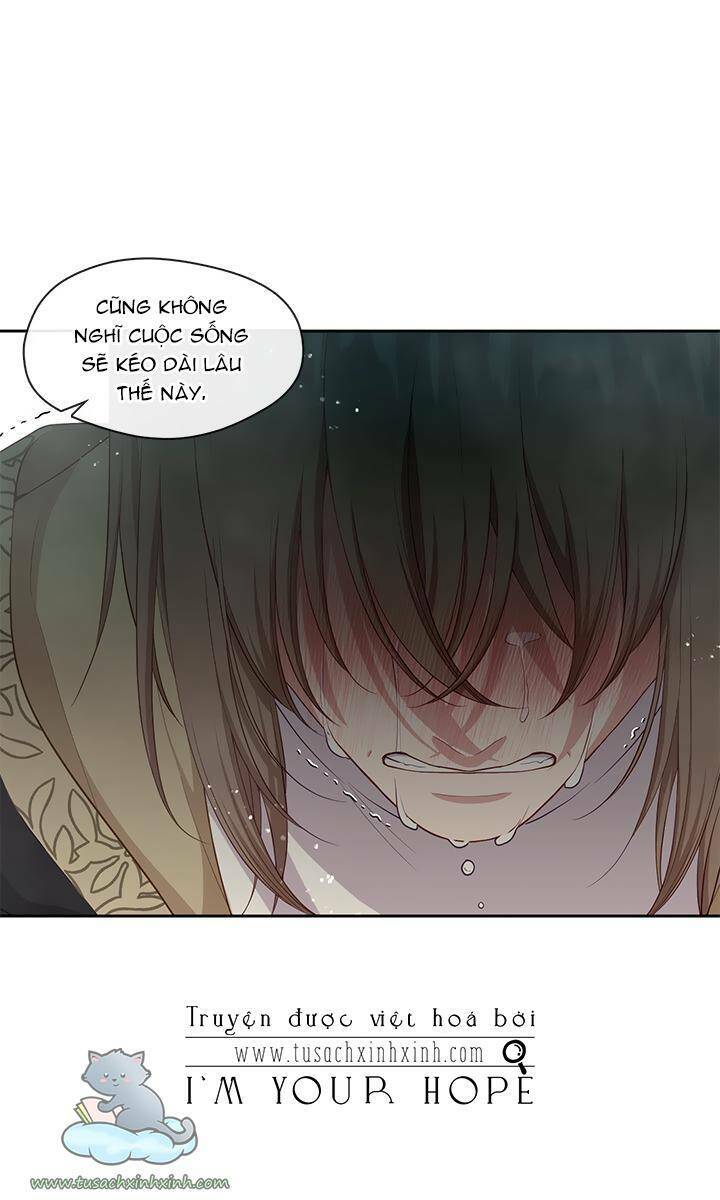 CŨNG KHÔNG
NGHĨ CUỘC SỐNG
SẼ KÉO DÀI LÂU
THẾ NÀY.
Truyện được việt hoá bởi
www.tusachxinhxinh.com
I'M YOUR HOPE
www.tusachxinhxinh.com